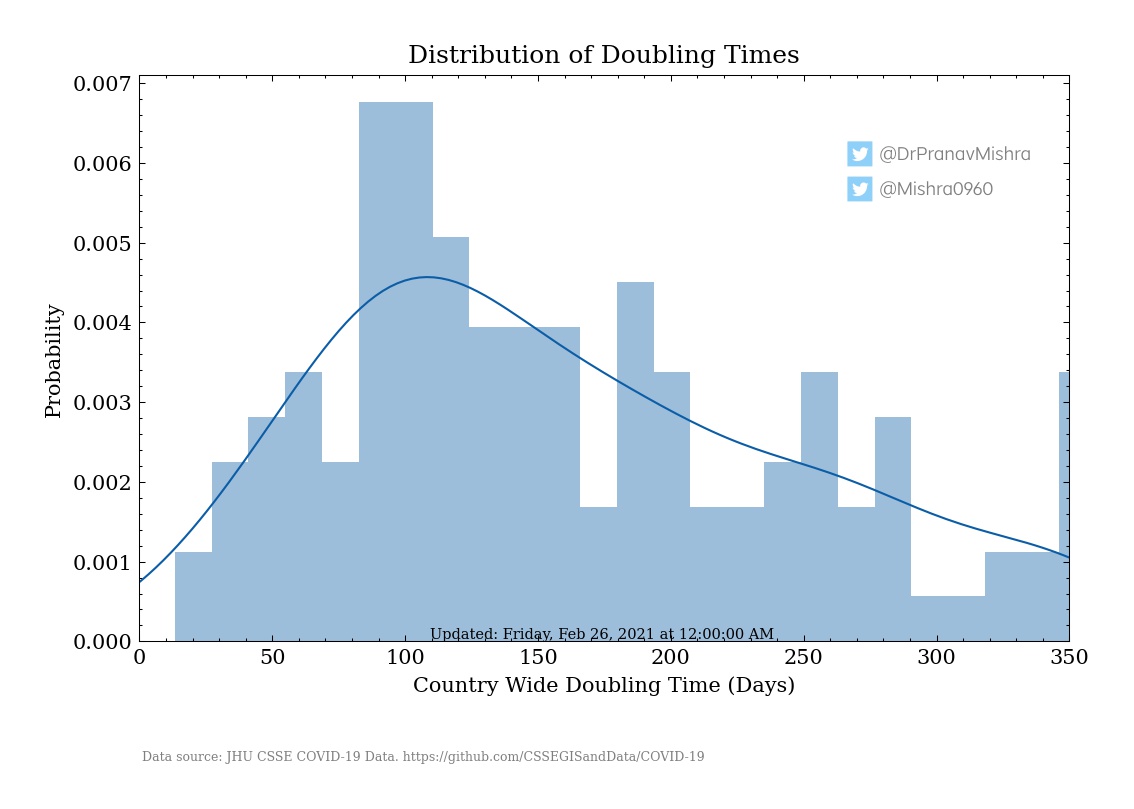 Distribution of Doubling Times
0.007
0.006
0.005
0.004
0.003
0.002
0.001
0.000
Probability
@DrPranavMishra
@Mishra0960
Updated: Friday, Feb 26, 2021 at 12:00:00 AM
0 50 100 150 200 250 300 350
Country Wide Doubling Time (Days)
Data source: JHU CSSE COVID-19 Data. https://github.com/CSSEGISandData/COVID-19